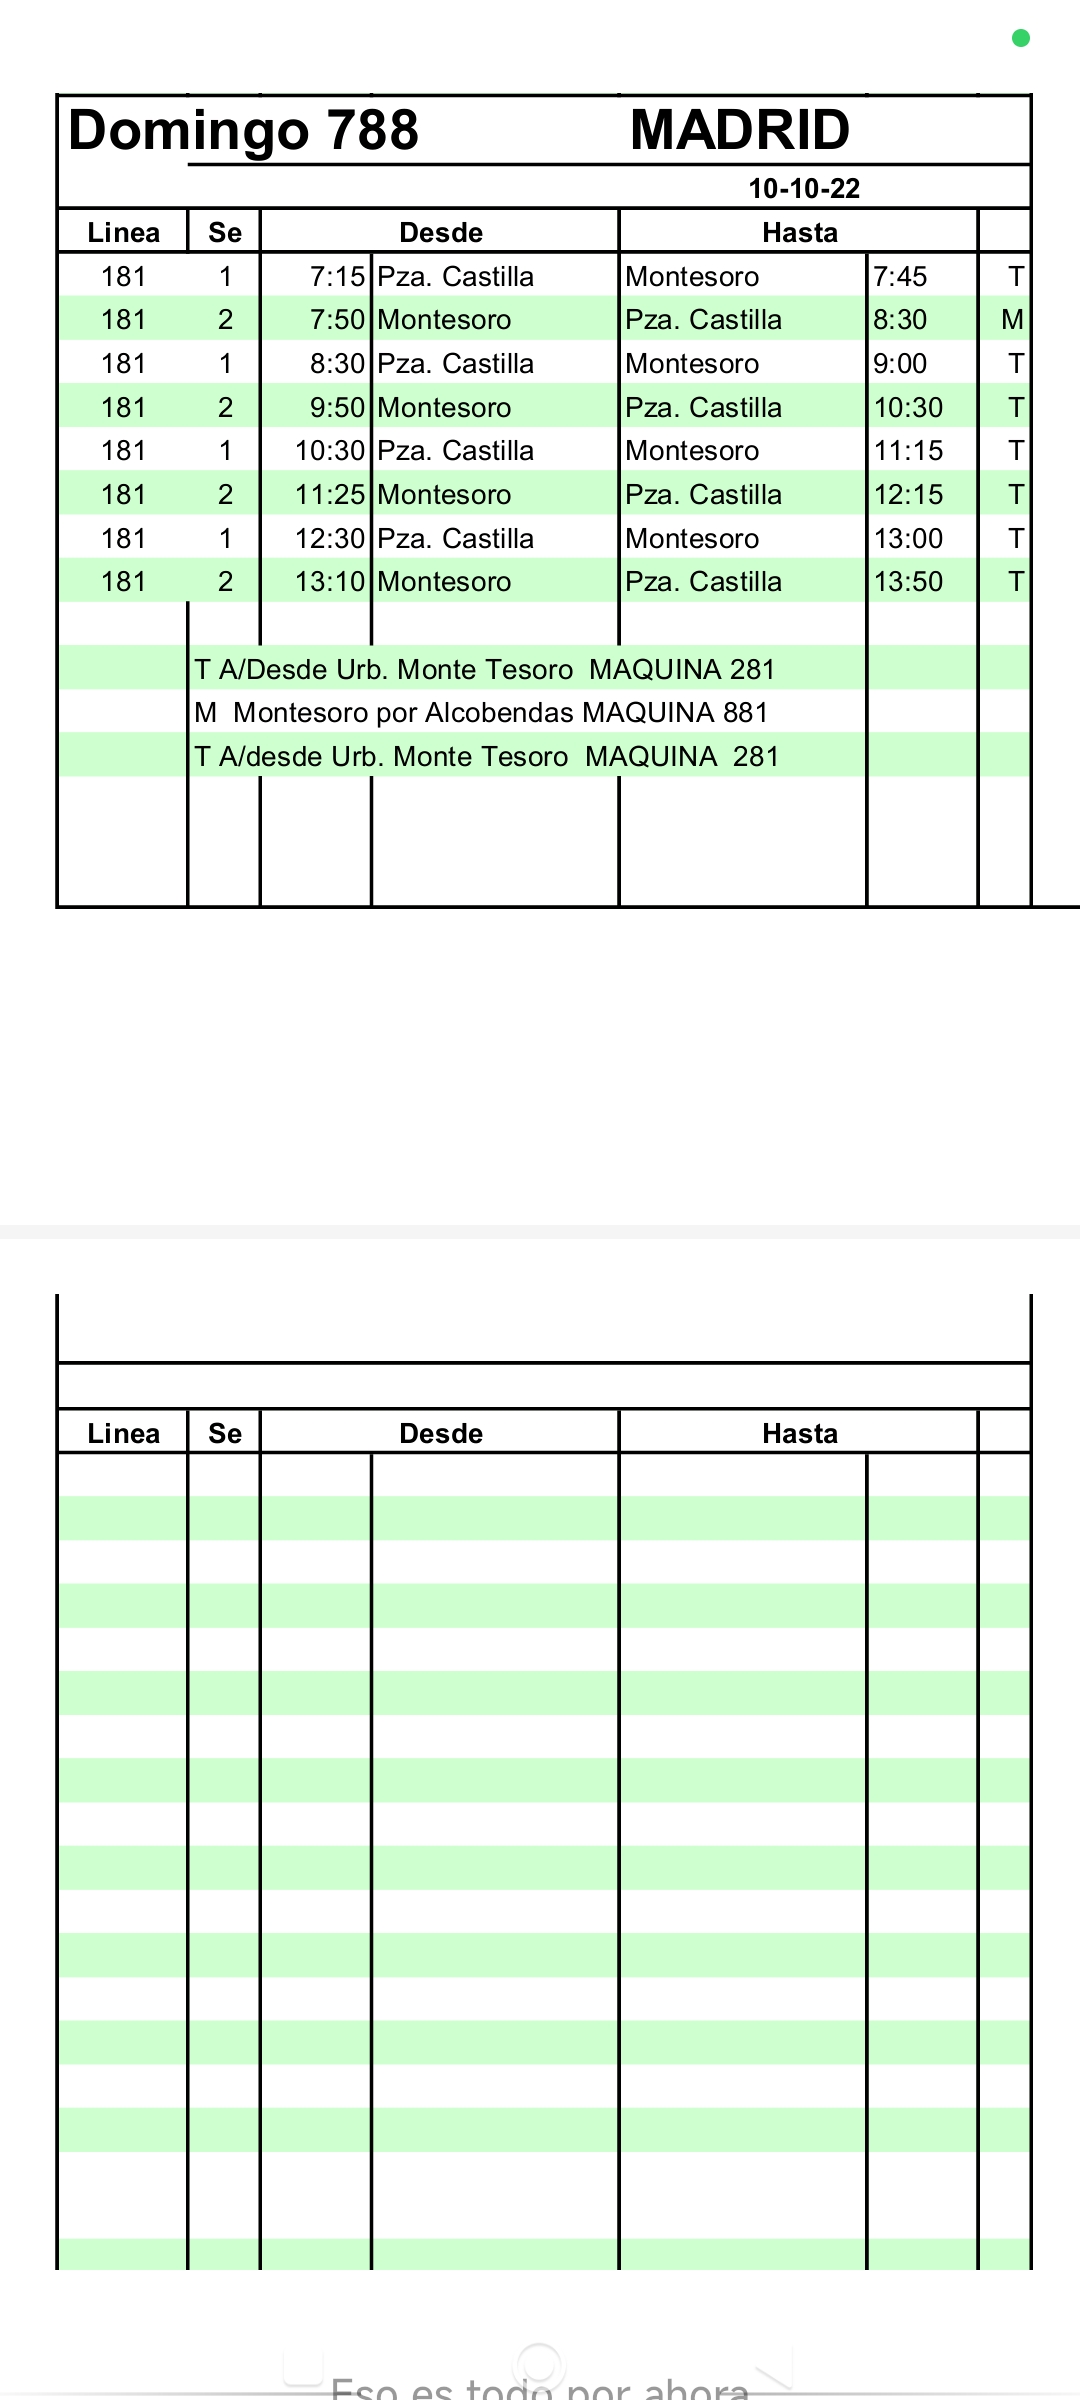 Domingo 788 MADRID
10-10-22
Linea Se Desde Hasta
181 1 7:15 Pza. Castilla Montesoro 7:45 T
181 2 7:50 Montesoro Pza. Castilla 8:30 M
181 1 8:30 Pza. Castilla Montesoro 9:00 T
181 2 9:50 Montesoro Pza. Castilla 10:30 T
181 1 10:30 Pza. Castilla Montesoro 11:15 T
181 2 11:25 Montesoro Pza. Castilla 12:15 T
181 1 12:30 Pza. Castilla Montesoro 13:00 T
181 2 13:10 Montesoro Pza. Castilla 13:50 T
T A/Desde Urb. Monte Tesoro MAQUINA 281
M Montesoro por Alcobendas MAQUINA 881
T A/desde Urb. Monte Tesoro MAQUINA 281
Linea Se Desde Hasta
Eso es todo por ahora